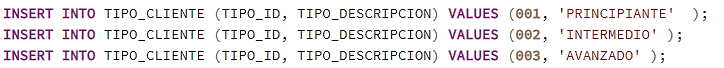 INSERT INTO TIPO_CLIENTE (TIPO_ID, TIPO_DESCRIPCION) VALUES (001, 'PRINCIPIANTE'  );
INSERT INTO TIPO_CLIENTE (TIPO_ID, TIPO_DESCRIPCION) VALUES (002, 'INTERMEDIO' );
INSERT INTO TIPO_CLIENTE (TIPO_ID, TIPO_DESCRIPCION) VALUES (003, 'AVANZADO' );